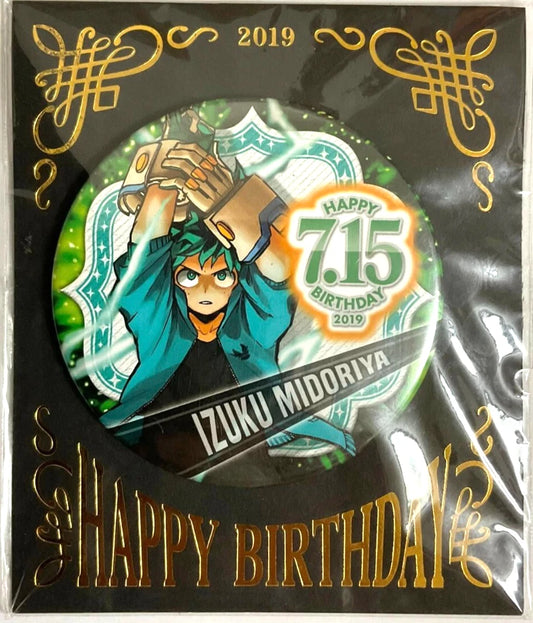 2019
HAPPY
7.15
BIRTHDAY
2019
IZUKU MIDORIYA
HAPPY BIRTHDAY